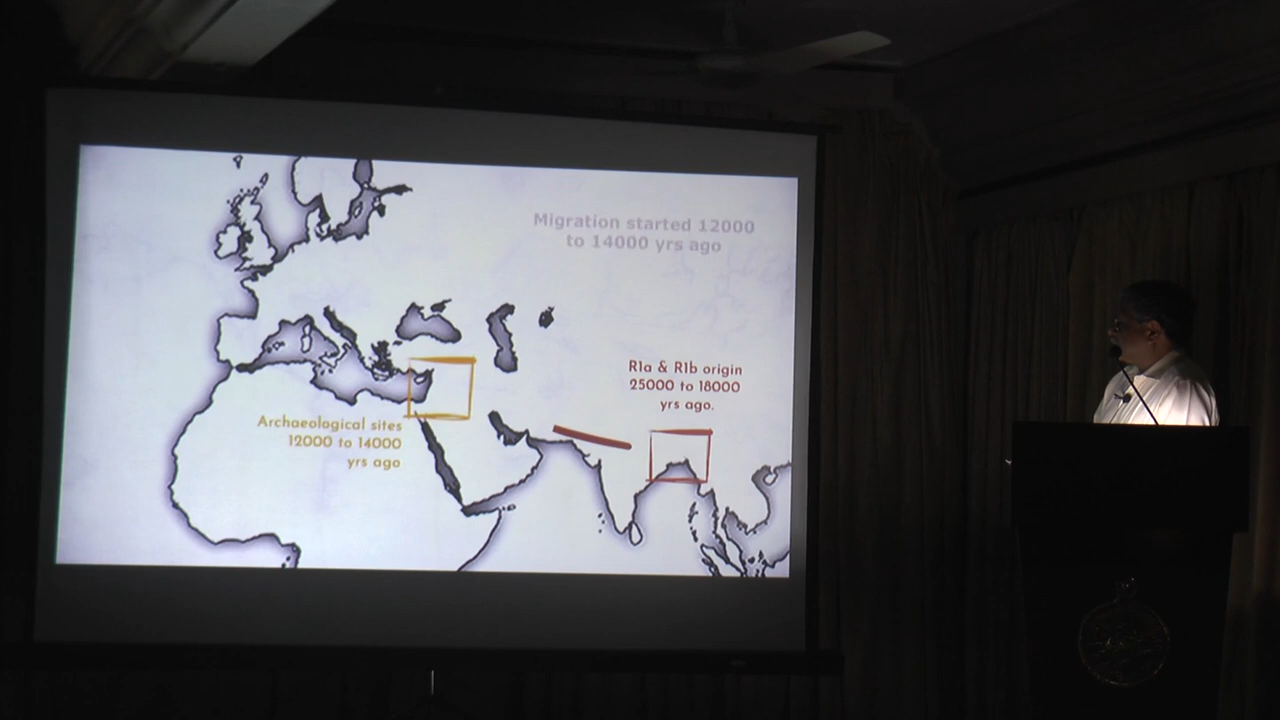 Migration started 12000
to 14000 yrs ago
R1a & R1b origin
25000 to 18000
yrs ago.
Archaeological sites
12000 to 14000
yrs ago